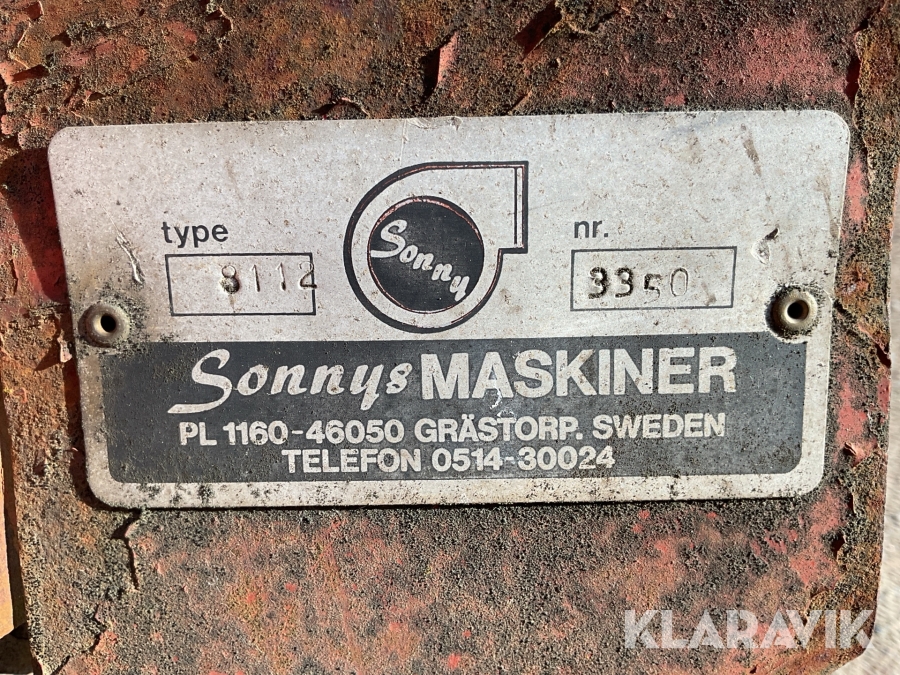 type
nr.
Sonny
8112
3350
Sonnys MASKINER
PL 1160-46050 GRÄSTORP. SWEDEN
TELEFON 0514-30024
KLARAVIK